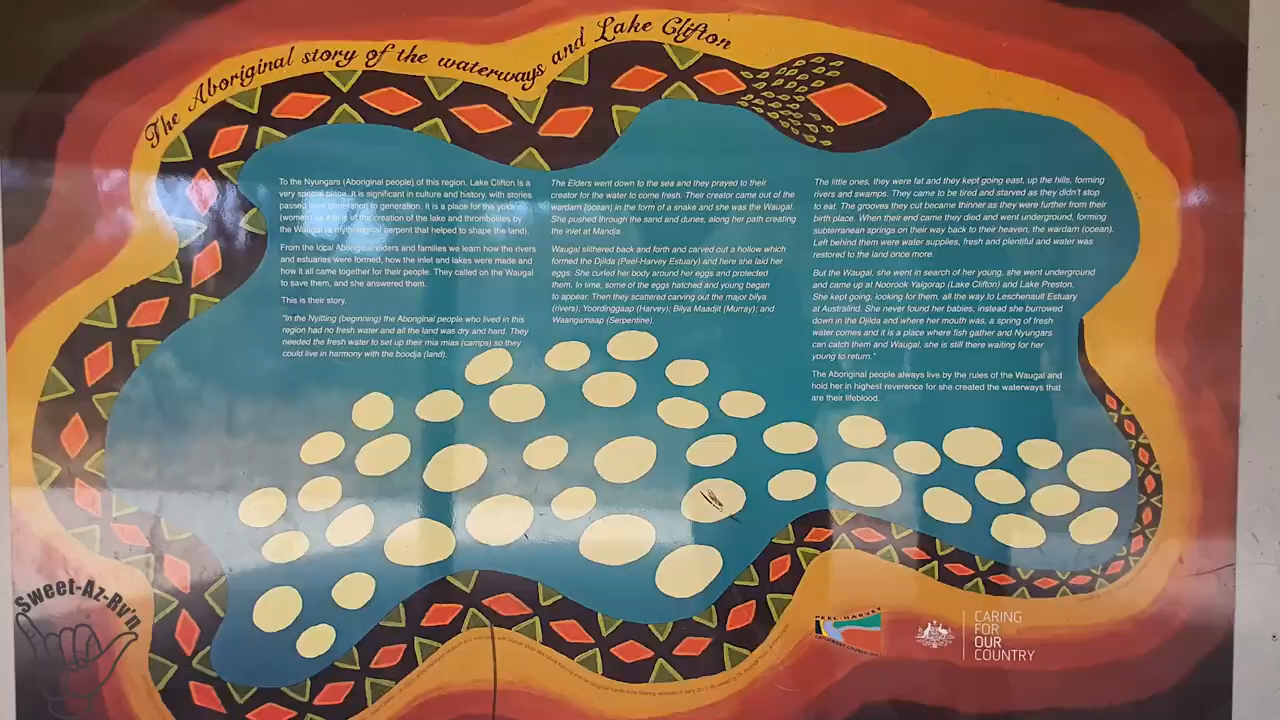 The Aboriginal story of the waterways and Lake Clifton
To the Nyungars (Aboriginal people) of this region, Lake Clifton is a
very special place. It is significant in culture and history, with stories
passed from generation to generation. It is a place for the yokas
(women) as it tells of the creation of the lake and thrombolites by
the Waugal (a mythological serpent that helped to shape the land).
From the local Aboriginal elders and families we learn how the rivers
and estuaries were formed, how the inlet and lakes were made and
how it all came together for their people. They called on the Waugal
to save them, and she answered them.
This is their story.
"In the Nyitting (beginning) the Aboriginal people who lived in this
region had no fresh water and all the land was dry and hard. They
needed the fresh water to set up their mia mias (camps) so they
could live in harmony with the boodja (land).
The Elders went down to the sea and they prayed to their
creator for the water to come fresh. Their creator came out of the
wardarn (ocean) in the form of a snake and she was the Waugal.
She pushed through the sand and dunes, along her path creating
the inlet at Mandja.
Waugal slithered back and forth and carved out a hollow which
formed the Djilda (Peel-Harvey Estuary) and here she laid her
eggs. She curled her body around her eggs and protected
them. In time, some of the eggs hatched and young began
to appear. Then they scattered carving out the major bilya
(rivers); Yoordinggaap (Harvey); Bilya Maadjit (Murray); and
Waangamaap (Serpentine).
The little ones, they were fat and they kept going east, up the hills, forming
rivers and swamps. They came to be tired and starved as they didn't stop
to eat. The grooves they cut became thinner as they were further from their
birth place. When their end came they died and went underground, forming
subterranean springs on their way back to their heaven, the wardam (ocean).
Left behind them were water supplies, fresh and plentiful and water was
restored to the land once more.
But the Waugal, she went in search of her young, she went underground
and came up at Noorook Yalgorap (Lake Clifton) and Lake Preston.
She kept going, looking for them, all the way to Leschenault Estuary
at Australind. She never found her babies, instead she burrowed
down in the Djilda and where her mouth was, a spring of fresh
water comes and it is a place where fish gather and Nyungars
can catch them and Waugal, she is still there waiting for her
young to return."
The Aboriginal people always live by the rules of the Waugal and
hold her in highest reverence for she created the waterways that
are their lifeblood.
Sweet-Az-Rv'n
PEEL-HARVEY
CATCHMENT COUNCIL
CARING
FOR
OUR
COUNTRY